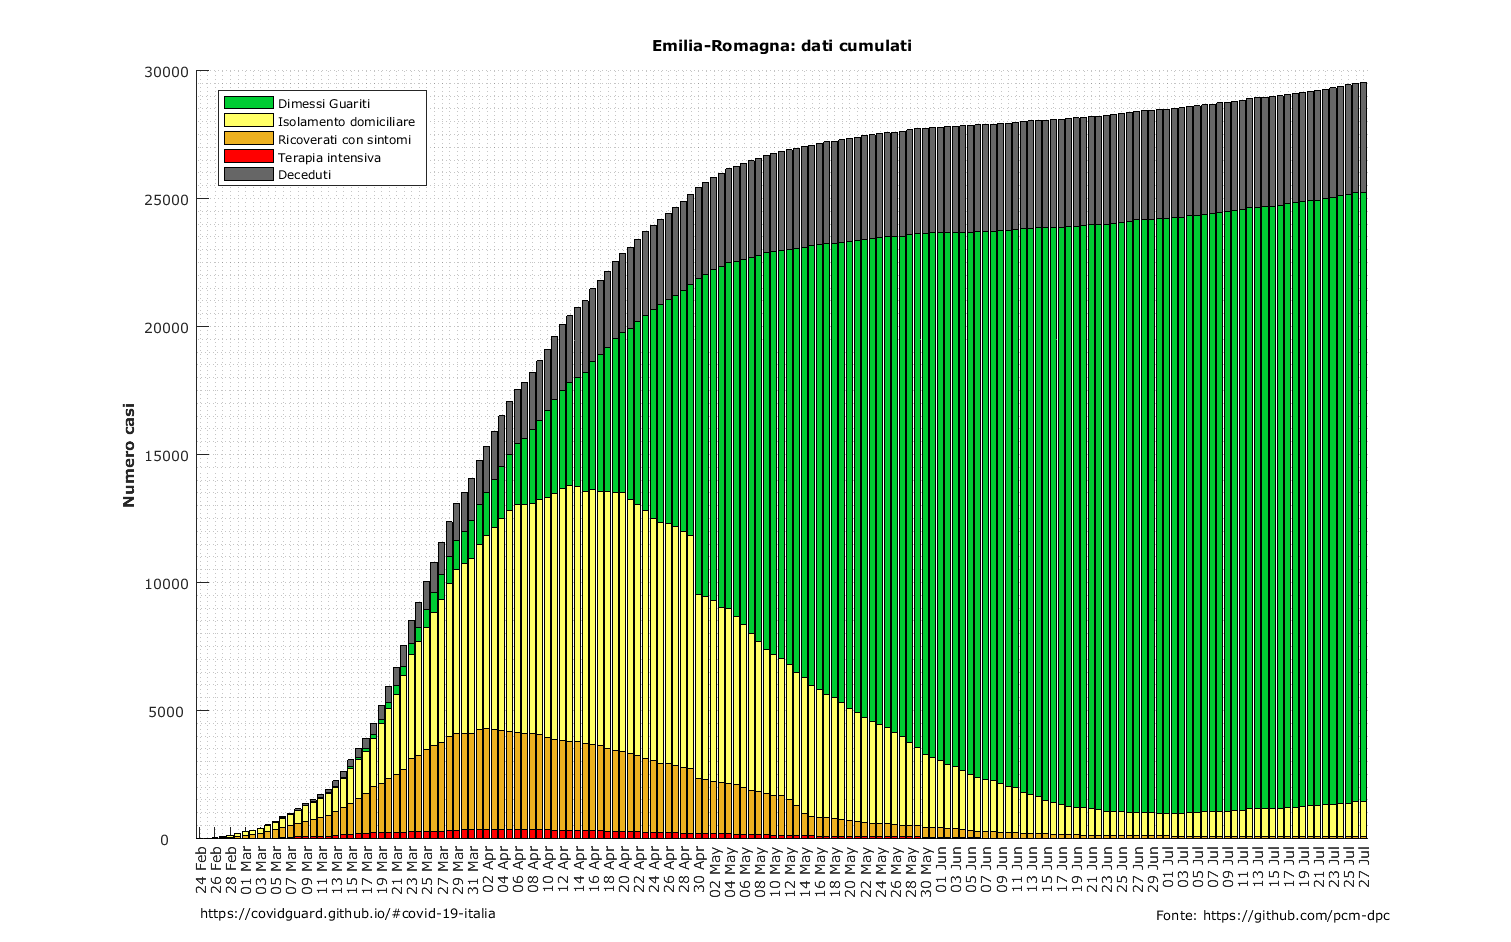 Emilia-Romagna: dati cumulati
30000
25000
20000
15000
10000
5000
0
Numero casi
Dimessi Guariti
Isolamento domiciliare
Ricoverati con sintomi
Terapia intensiva
Deceduti
24 Feb
26 Feb
28 Feb
01 Mar
03 Mar
05 Mar
07 Mar
09 Mar
11 Mar
13 Mar
15 Mar
17 Mar
19 Mar
21 Mar
23 Mar
25 Mar
27 Mar
29 Mar
31 Mar
02 Apr
04 Apr
06 Apr
08 Apr
10 Apr
12 Apr
14 Apr
16 Apr
18 Apr
20 Apr
22 Apr
24 Apr
26 Apr
28 Apr
30 Apr
02 May
04 May
06 May
08 May
10 May
12 May
14 May
16 May
18 May
20 May
22 May
24 May
26 May
28 May
30 May
01 Jun
03 Jun
05 Jun
07 Jun
09 Jun
11 Jun
13 Jun
15 Jun
17 Jun
19 Jun
21 Jun
23 Jun
25 Jun
27 Jun
29 Jun
01 Jul
03 Jul
05 Jul
07 Jul
09 Jul
11 Jul
13 Jul
15 Jul
17 Jul
19 Jul
21 Jul
23 Jul
25 Jul
27 Jul
https://covidguard.github.io/#covid-19-italia
Fonte: https://github.com/pcm-dpc